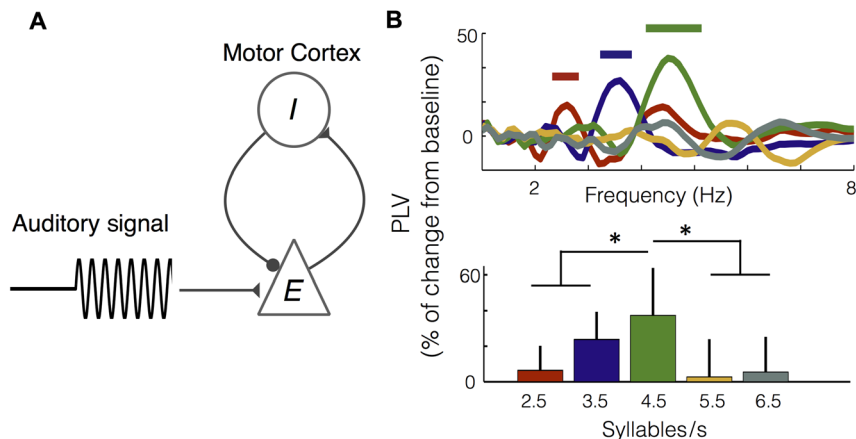 A
Motor Cortex
I
E
Auditory signal
B
PLV
(% of change from baseline)
50
0
2
Frequency (Hz)
8
*
*
60
0
2.5
3.5
4.5
5.5
6.5
Syllables/s